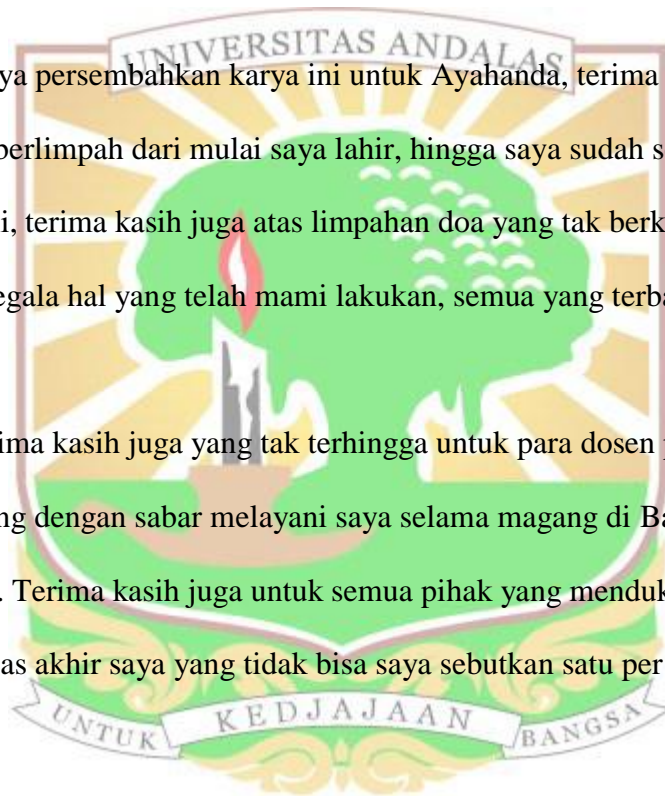 UNIVERSITAS ANDALAS
ya persembahkan karya ini untuk Ayahanda, terima
berlimpah dari mulai saya lahir, hingga saya sudah s
i, terima kasih juga atas limpahan doa yang tak berk
egala hal yang telah mami lakukan, semua yang terba
ima kasih juga yang tak terhingga untuk para dosen p
ng dengan sabar melayani saya selama magang di Ba
. Terima kasih juga untuk semua pihak yang menduk
as akhir saya yang tidak bisa saya sebutkan satu per
UNTUK KEDJAJAAN BANGSA